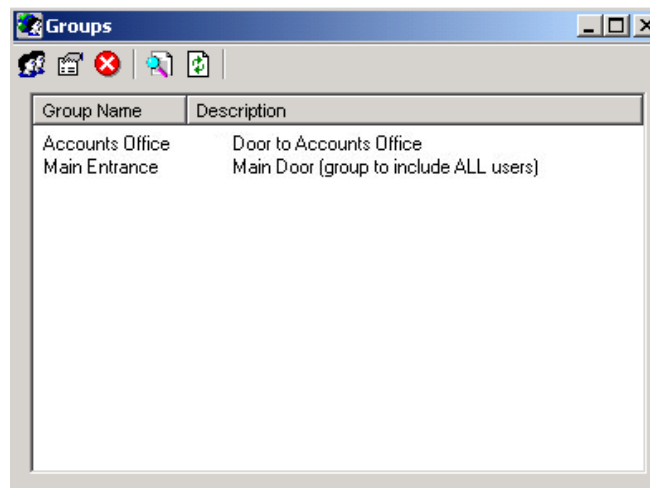 Groups
Group Name Description
Accounts Office Door to Accounts Office
Main Entrance Main Door (group to include ALL users)